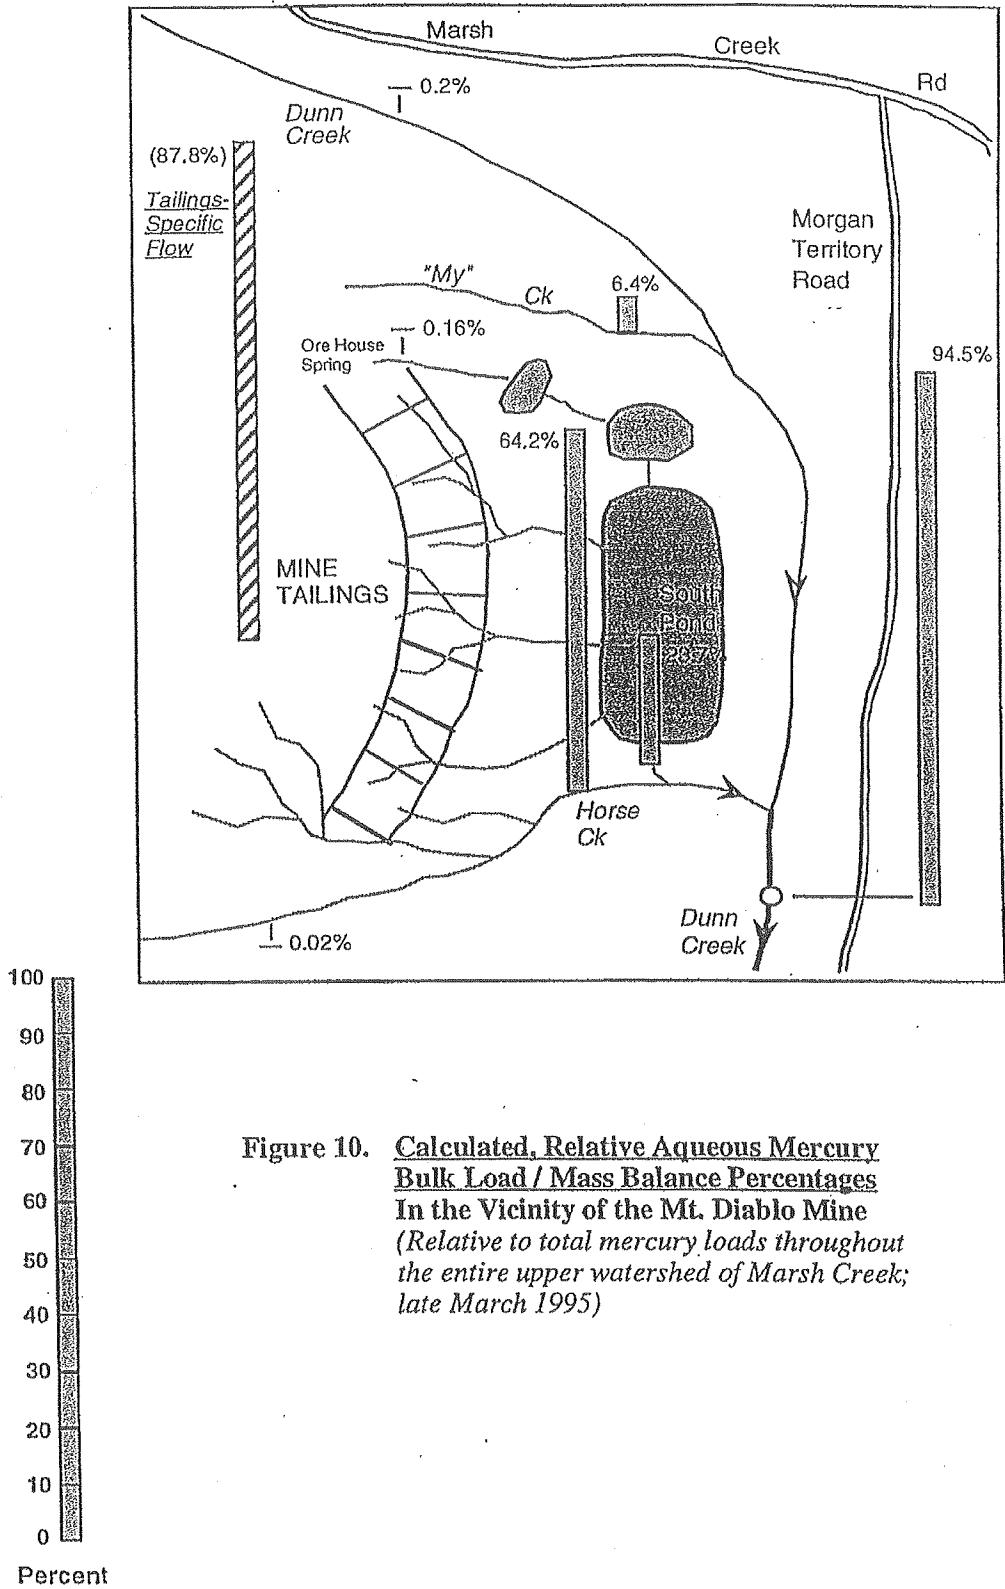 Marsh
Creek
Rd
0.2%
Dunn
Creek
(87.8%)
Tailings-
Specific
Flow
Morgan
Territory
Road
"My"
Ck
6.4%
0.16%
Ore House
Spring
94.5%
64.2%
MINE
TAILINGS
South
Pond
Horse
Ck
Dunn
Creek
0.02%
100
90
80
70
60
50
40
30
20
10
0
Percent
Figure 10. Calculated, Relative Aqueous Mercury
Bulk Load / Mass Balance Percentages
In the Vicinity of the Mt. Diablo Mine
(Relative to total mercury loads throughout
the entire upper watershed of Marsh Creek;
late March 1995)